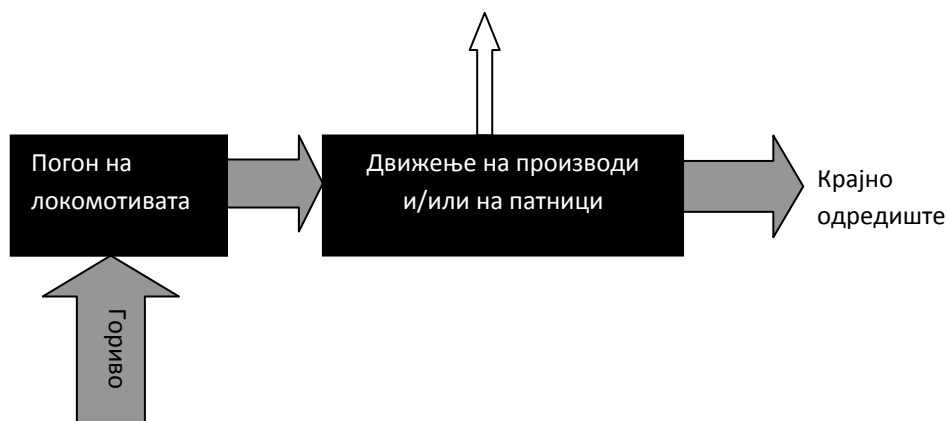 Погон на
локомотивата
Движење на производи
и/или на патници
Крајно
одредиште
Гориво